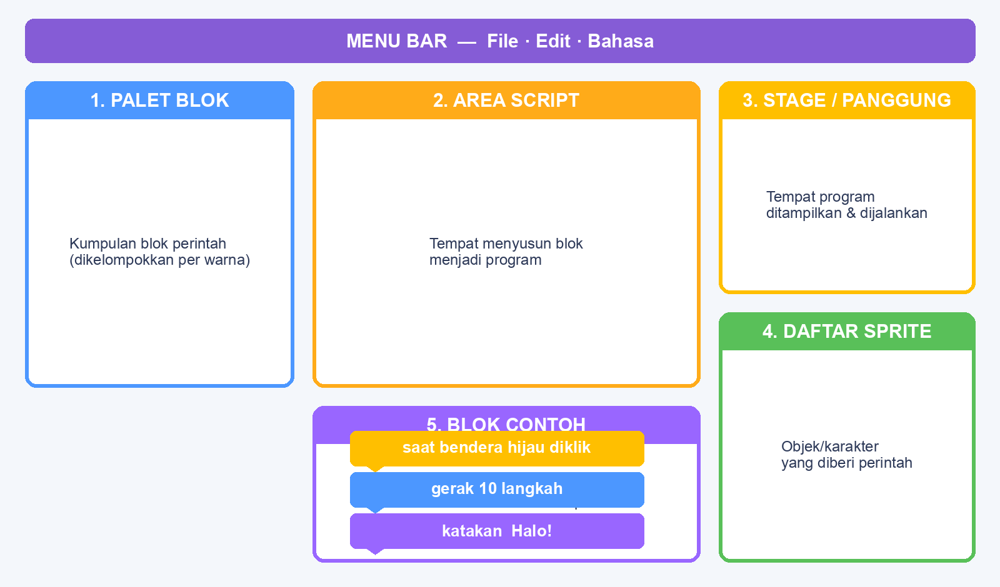 MENU BAR — File · Edit · Bahasa
1. PALET BLOK
Kumpulan blok perintah
(dikelompokkan per warna)
2. AREA SCRIPT
Tempat menyusun blok
menjadi program
3. STAGE / PANGGUNG
Tempat program
ditampilkan & dijalankan
4. DAFTAR SPRITE
Objek/karakter
yang diberi perintah
5. BLOK CONTOH
saat bendera hijau diklik
gerak 10 langkah
katakan Halo!